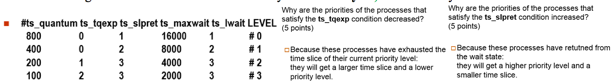 #ts_quantum ts_tqexp ts_slpret ts_maxwait ts_lwait LEVEL
800 0 1 16000 1 # 0
400 0 2 8000 2 # 1
200 1 3 4000 3 # 2
100 2 3 2000 3 # 3
Why are the priorities of the processes that
satisfy the ts_tqexp condition decreased?
(5 points)
Because these processes have exhausted the
time slice of their current priority level:
they will get a larger time slice and a lower
priority level.
Why are the priorities of the processes that
satisfy the ts_slpret condition increased?
(5 points)
Because these processes have retutned from
the wait state:
they will get a higher priority level and a
smaller time size.